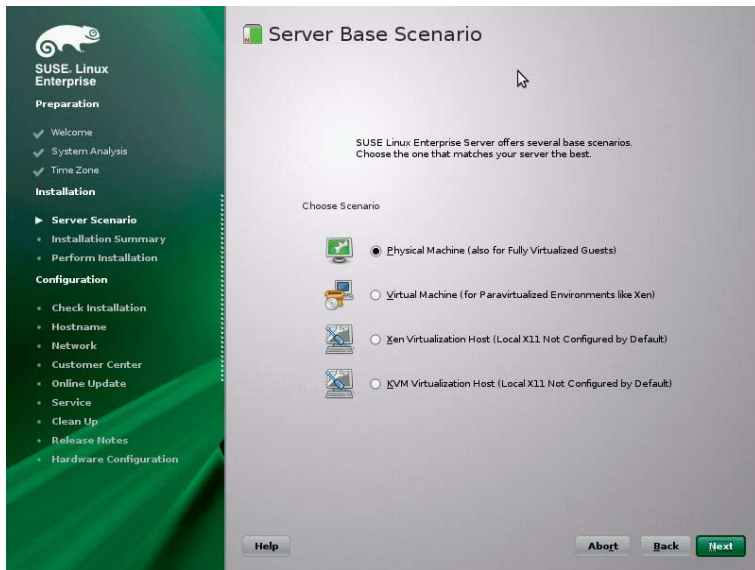 SUSE. Linux
Enterprise
Preparation
Welcome
System Analysis
Time Zone
Installation
Server Scenario
Installation Summary
Perform Installation
Configuration
Check Installation
Hostname
Network
Customer Center
Online Update
Service
Clean Up
Release Notes
Hardware Configuration
Server Base Scenario
SUSE Linux Enterprise Server offers several base scenarios.
Choose the one that matches your server the best.
Choose Scenario
Physical Machine (also for Fully Virtualized Guests)
Virtual Machine (for Paravirtualized Environments like Xen)
Xen Virtualization Host (Local X11 Not Configured by Default)
KVM Virtualization Host (Local X11 Not Configured by Default)
Help
Abort
Back
Next